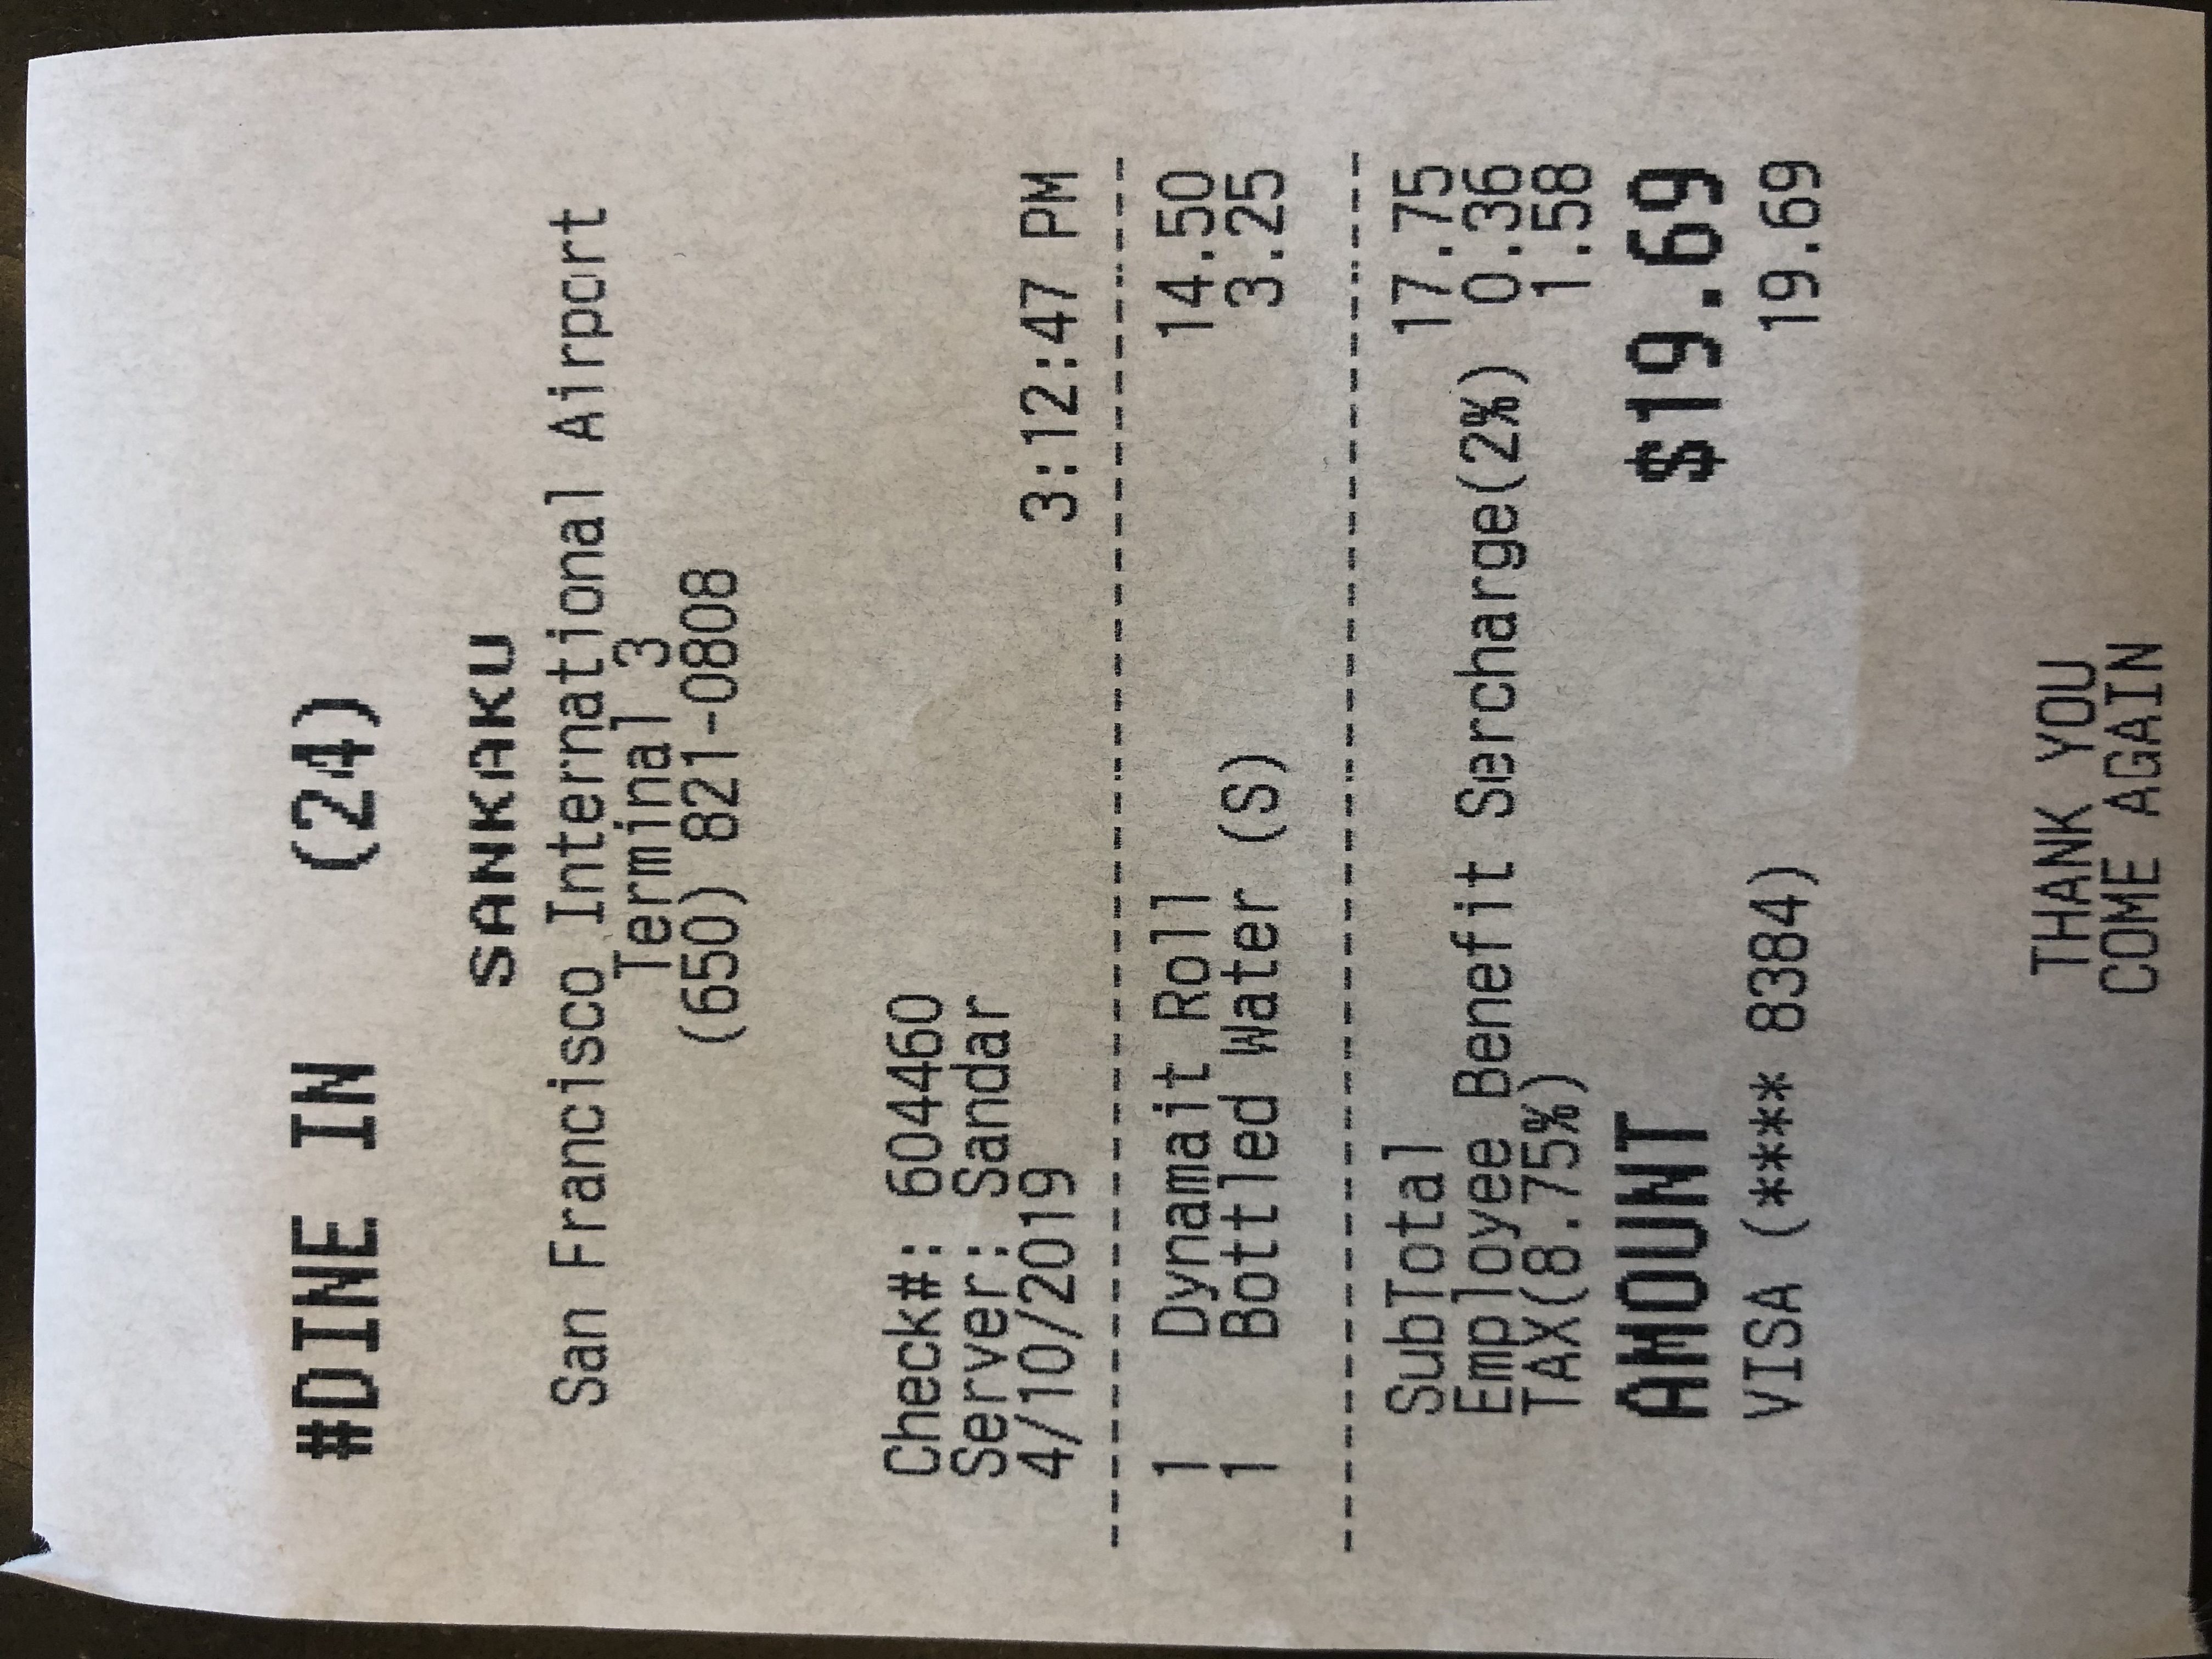 #DINE IN (24)
SANKAKU
San Francisco International Airport
Terminal 3
(650) 821-0808
Check#: 604460
Server: Sandar
4/10/2019 3:12:47 PM
1 Dynamait Roll 14.50
1 Bottled Water (S) 3.25
SubTotal 17.75
Employee Benefit Sercharge(2%) 0.36
TAX(8.75%) 1.58
AMOUNT $19.69
VISA (**** 8384) 19.69
THANK YOU
COME AGAIN